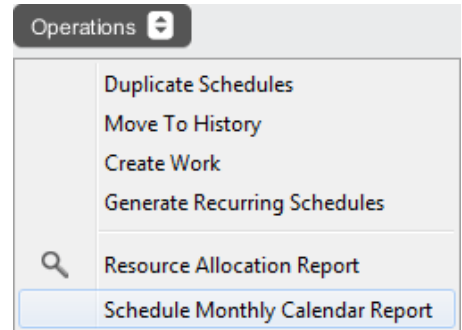 Operations
Duplicate Schedules
Move To History
Create Work
Generate Recurring Schedules
Resource Allocation Report
Schedule Monthly Calendar Report